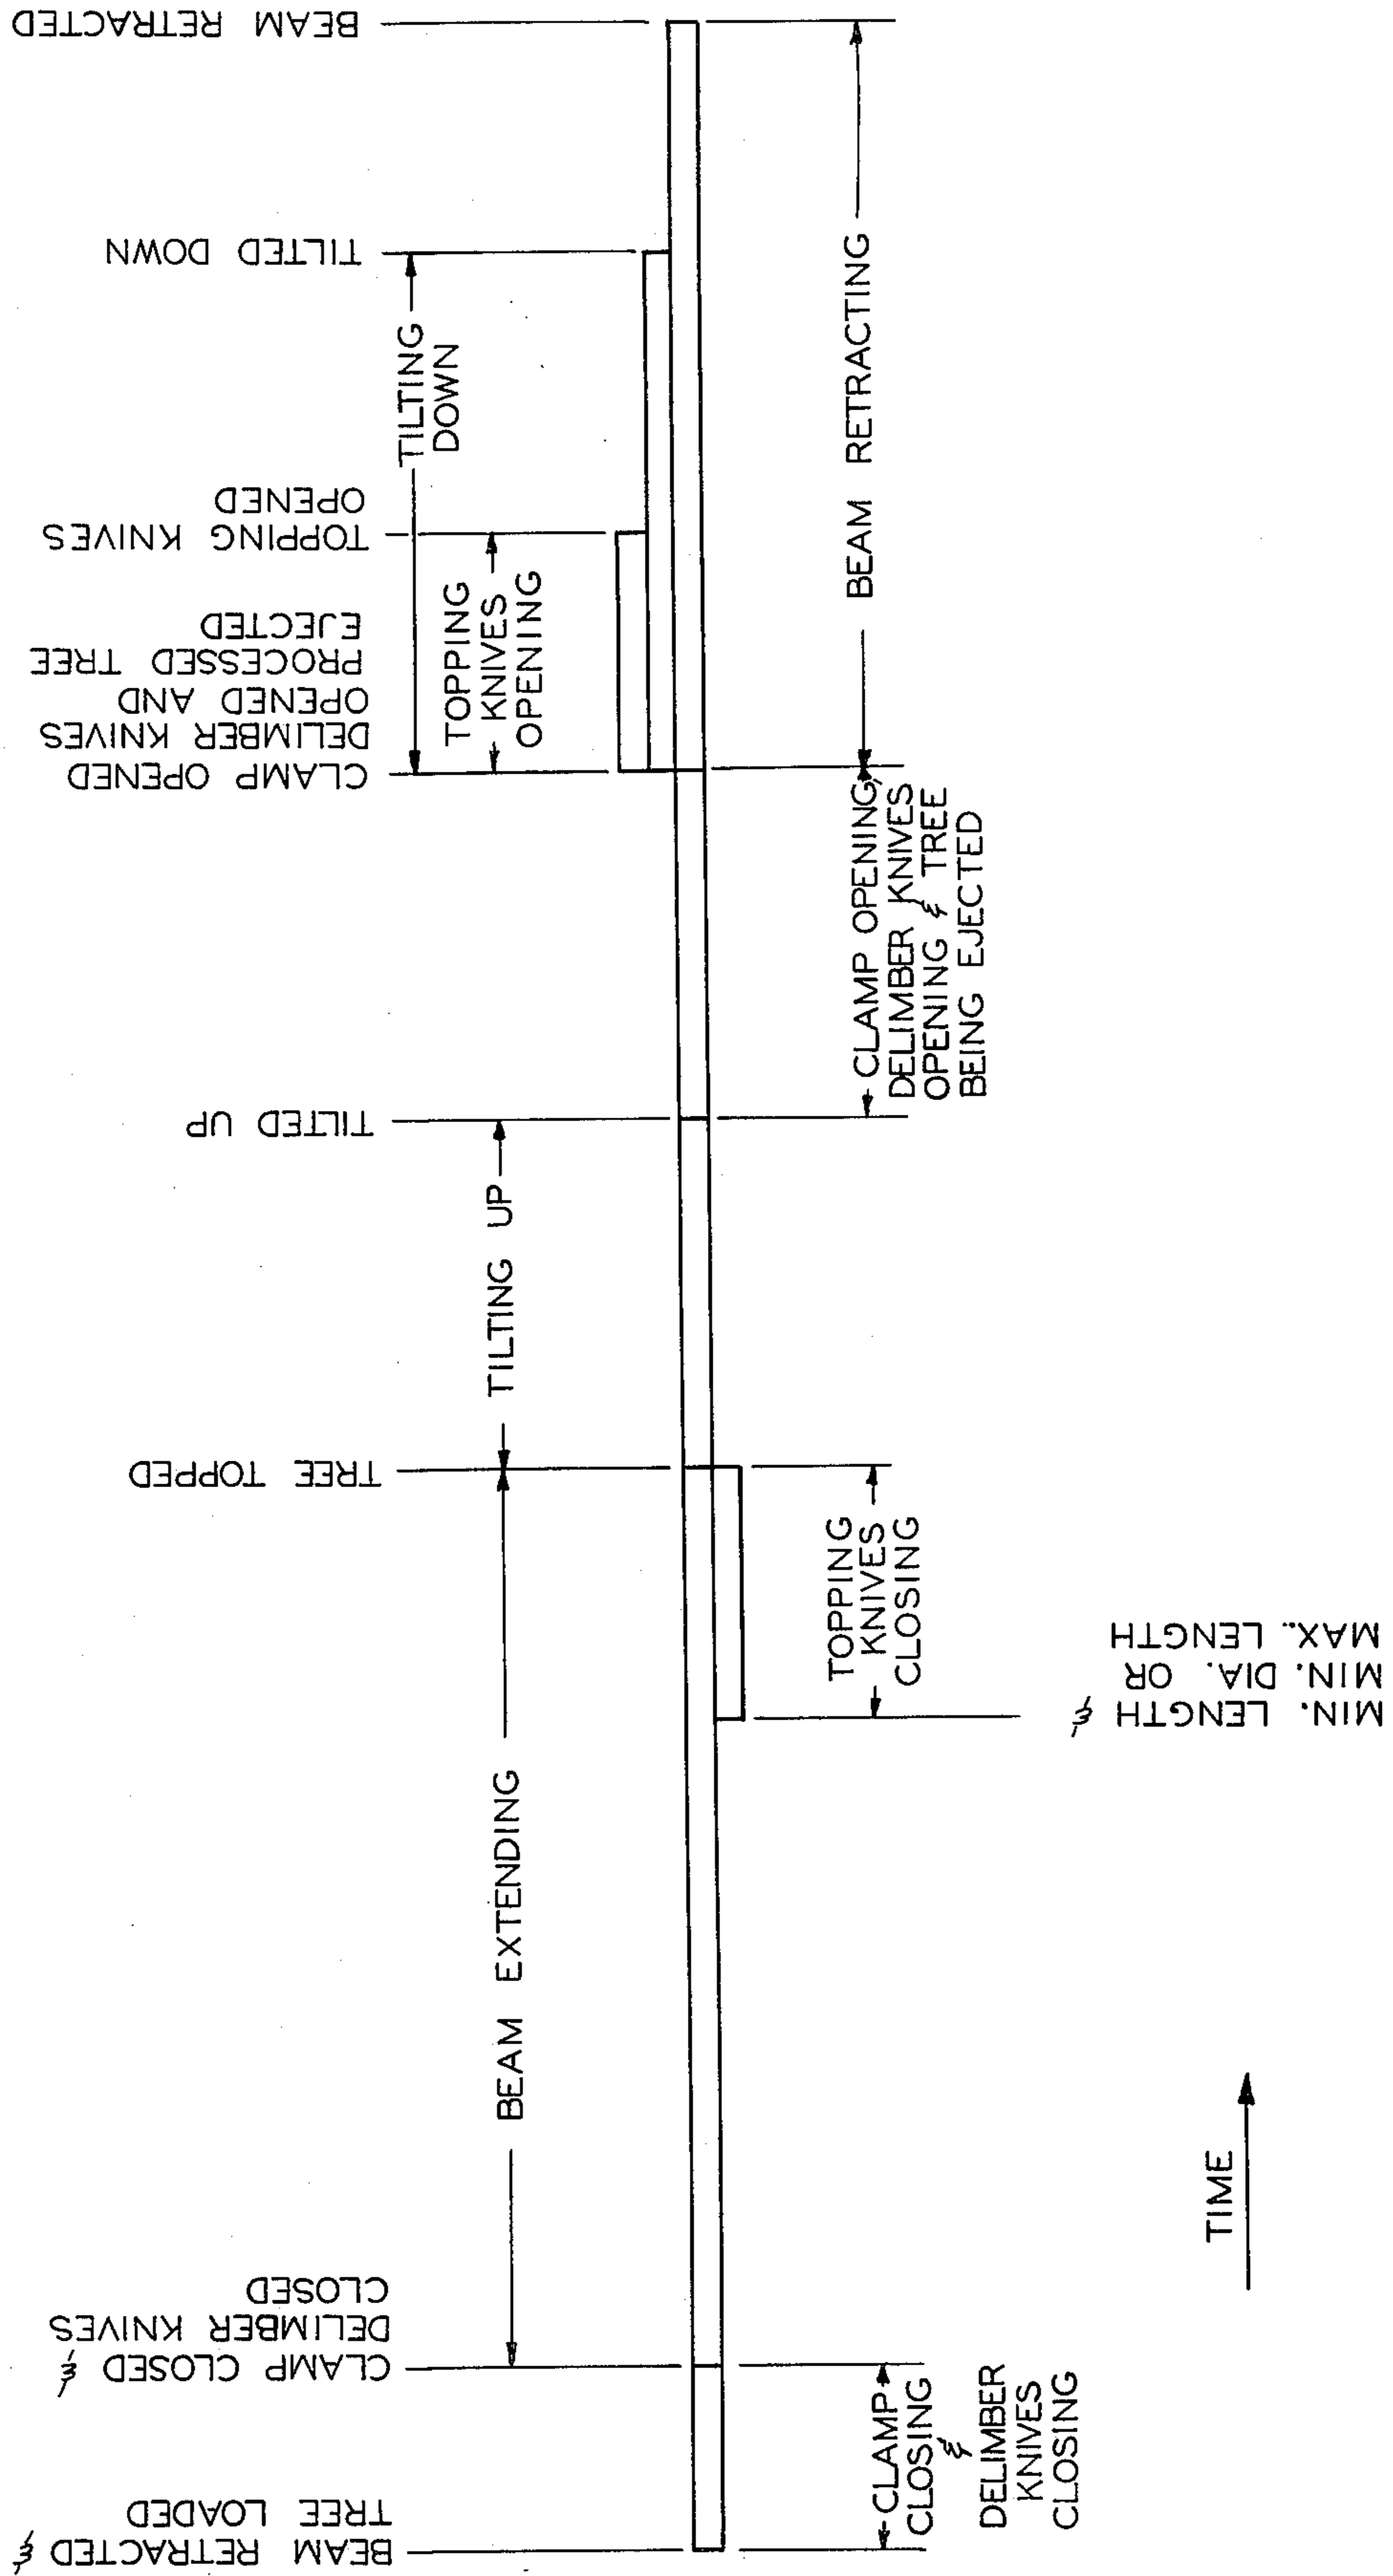 BEAM RETRACTED &
TREE LOADED
CLAMP CLOSED &
DELIMBER KNIVES
CLOSED
TREE TOPPED
TILTED UP
CLAMP OPENED
DELIMBER KNIVES
OPENED AND
PROCESSED TREE
EJECTED
TOPPING KNIVES
OPENED
TILTED DOWN
BEAM RETRACTED
TILTING
DOWN
BEAM EXTENDING
TILTING UP
TOPPING
KNIVES
OPENING
CLAMP
CLOSING
&
DELIMBER
KNIVES
CLOSING
TOPPING
KNIVES
CLOSING
CLAMP OPENING,
DELIMBER KNIVES
OPENING & TREE
BEING EJECTED
BEAM RETRACTING
MIN. LENGTH &
MIN. DIA. OR
MAX. LENGTH
TIME